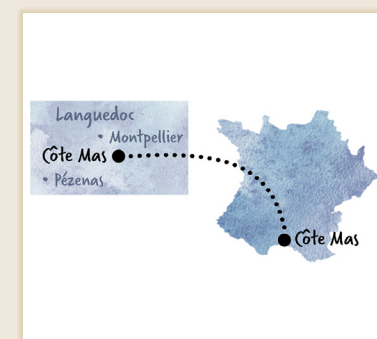 Languedoc
• Montpellier
Côte Mas
• Pézenas
Côte Mas